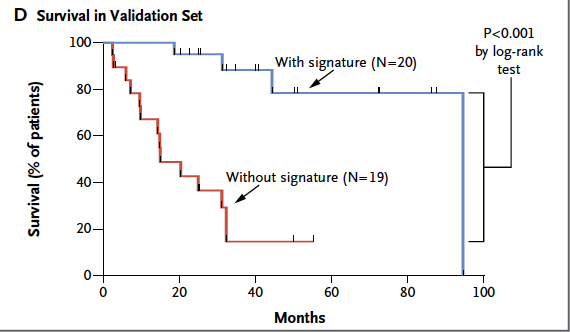 D Survival in Validation Set
P<0.001
by log-rank
test
100
80
60
40
20
0
Survival (% of patients)
With signature (N=20)
Without signature (N=19)
0 20 40 60 80 100
Months